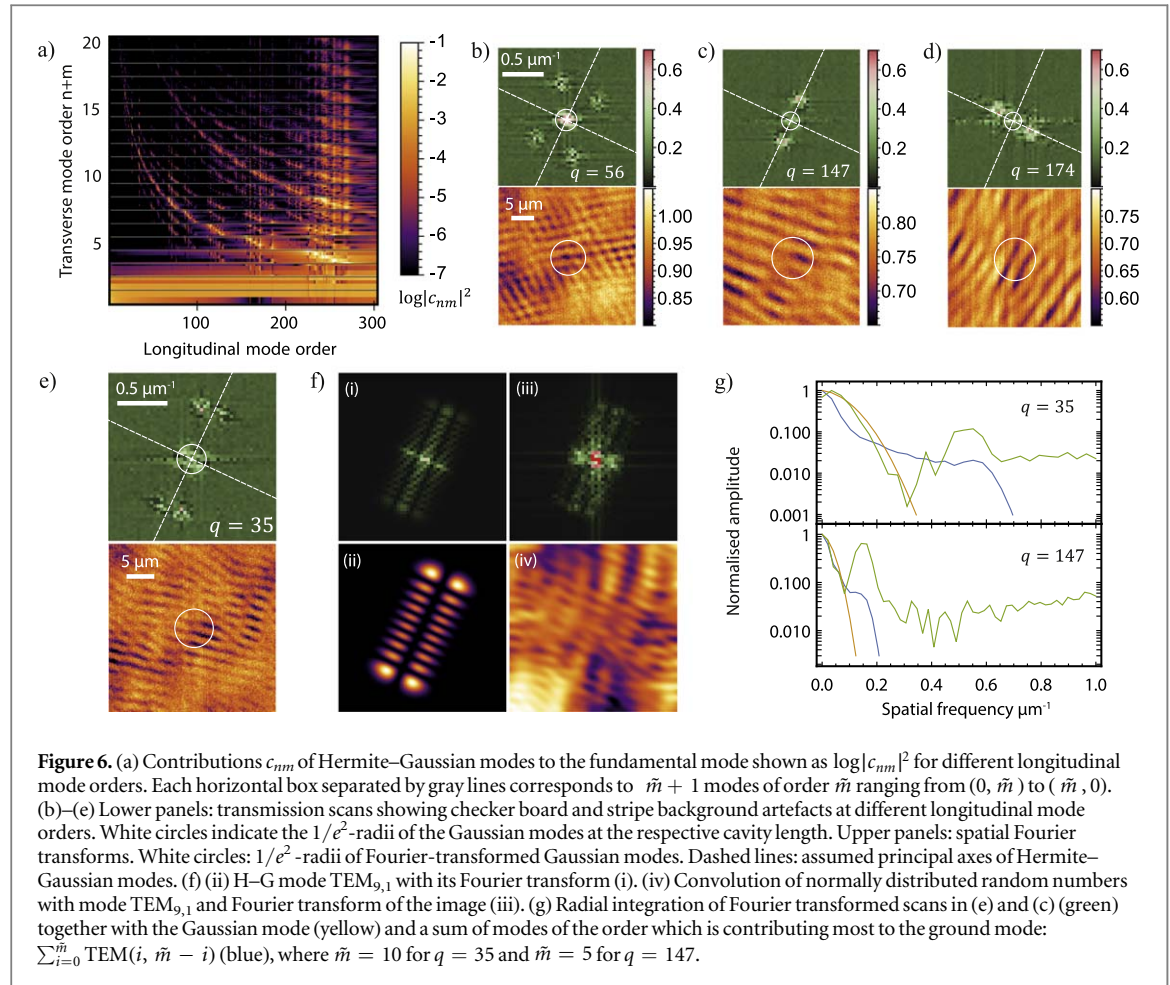 a)
Transverse mode order n+m
20
15
10
5
100
200
300
Longitudinal mode order
-1
-2
-3
-4
-5
-6
-7
log|c_{nm}|²
b)
0.5 μm⁻¹
q = 56
0.6
0.4
0.2
5 μm
1.00
0.95
0.90
0.85
c)
q = 147
0.6
0.4
0.2
0.80
0.75
0.70
d)
q = 174
0.6
0.4
0.2
0.75
0.70
0.65
0.60
e)
0.5 μm⁻¹
q = 35
5 μm
f)
(i)
(iii)
(ii)
(iv)
g)
Normalised amplitude
1
0.100
0.010
0.001
q = 35
1
0.100
0.010
q = 147
0.0
0.2
0.4
0.6
0.8
1.0
Spatial frequency μm⁻¹
Figure 6. (a) Contributions c_{nm} of Hermite–Gaussian modes to the fundamental mode shown as log|c_{nm}|² for different longitudinal
mode orders. Each horizontal box separated by gray lines corresponds to m̃ + 1 modes of order m̃ ranging from (0, m̃) to (m̃, 0).
(b)–(e) Lower panels: transmission scans showing checker board and stripe background artefacts at different longitudinal mode
orders. White circles indicate the 1/e²-radii of the Gaussian modes at the respective cavity length. Upper panels: spatial Fourier
transforms. White circles: 1/e² -radii of Fourier-transformed Gaussian modes. Dashed lines: assumed principal axes of Hermite–
Gaussian modes. (f) (ii) H–G mode TEM₉,₁ with its Fourier transform (i). (iv) Convolution of normally distributed random numbers
with mode TEM₉,₁ and Fourier transform of the image (iii). (g) Radial integration of Fourier transformed scans in (e) and (c) (green)
together with the Gaussian mode (yellow) and a sum of modes of the order which is contributing most to the ground mode:
∑_{i=0}^{m̃} TEM(i, m̃ − i) (blue), where m̃ = 10 for q = 35 and m̃ = 5 for q = 147.